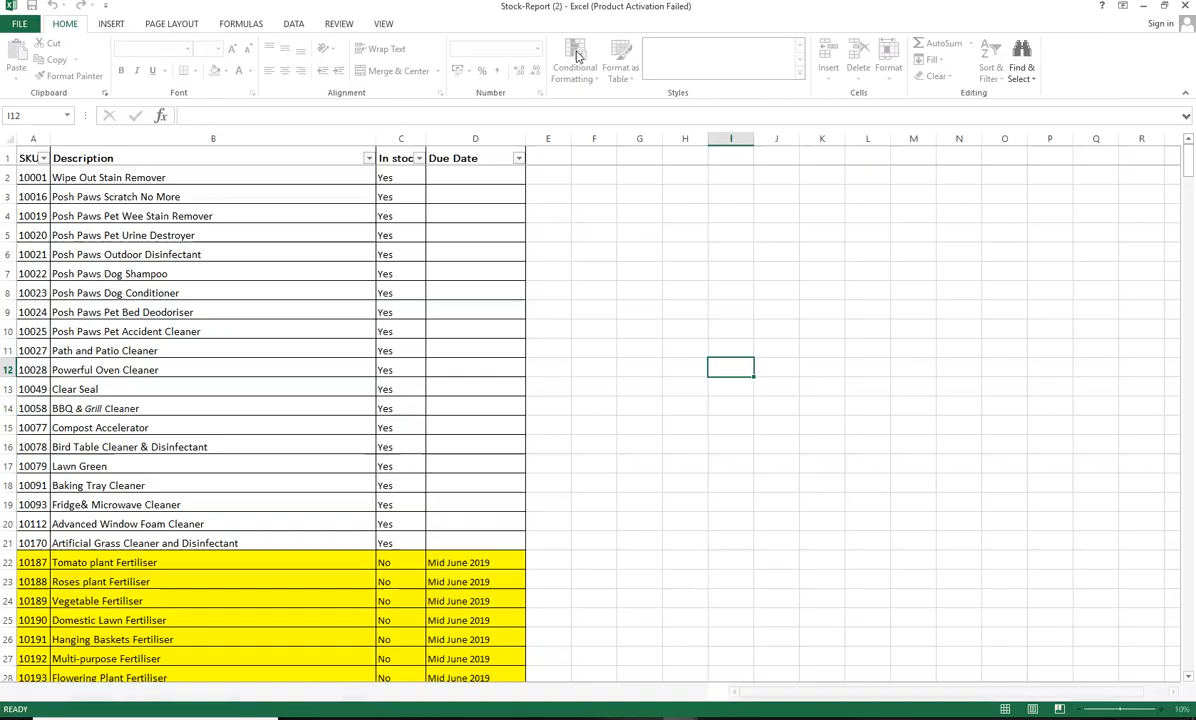 Stock-Report (2) - Excel (Product Activation Failed)
FILE HOME INSERT PAGE LAYOUT FORMULAS DATA REVIEW VIEW Sign in
Cut
Copy
Format Painter
Paste
Clipboard
B I U
Font
Wrap Text
Merge & Center
Alignment
%
Number
Conditional Formatting
Format as Table
Styles
Insert Delete Format
Cells
AutoSum
Fill
Clear
Sort & Filter
Find & Select
Editing
I12 fx
A B C D E F G H I J K L M N O P Q R
1 SKU Description In stoc Due Date
2 10001 Wipe Out Stain Remover Yes
3 10016 Posh Paws Scratch No More Yes
4 10019 Posh Paws Pet Wee Stain Remover Yes
5 10020 Posh Paws Pet Urine Destroyer Yes
6 10021 Posh Paws Outdoor Disinfectant Yes
7 10022 Posh Paws Dog Shampoo Yes
8 10023 Posh Paws Dog Conditioner Yes
9 10024 Posh Paws Pet Bed Deodoriser Yes
10 10025 Posh Paws Pet Accident Cleaner Yes
11 10027 Path and Patio Cleaner Yes
12 10028 Powerful Oven Cleaner Yes
13 10049 Clear Seal Yes
14 10058 BBQ & Grill Cleaner Yes
15 10077 Compost Accelerator Yes
16 10078 Bird Table Cleaner & Disinfectant Yes
17 10079 Lawn Green Yes
18 10091 Baking Tray Cleaner Yes
19 10093 Fridge& Microwave Cleaner Yes
20 10112 Advanced Window Foam Cleaner Yes
21 10170 Artificial Grass Cleaner and Disinfectant Yes
22 10187 Tomato plant Fertiliser No Mid June 2019
23 10188 Roses plant Fertiliser No Mid June 2019
24 10189 Vegetable Fertiliser No Mid June 2019
25 10190 Domestic Lawn Fertiliser No Mid June 2019
26 10191 Hanging Baskets Fertiliser No Mid June 2019
27 10192 Multi-purpose Fertiliser No Mid June 2019
28 10193 Flowering Plant Fertiliser No Mid June 2019
READY 10%